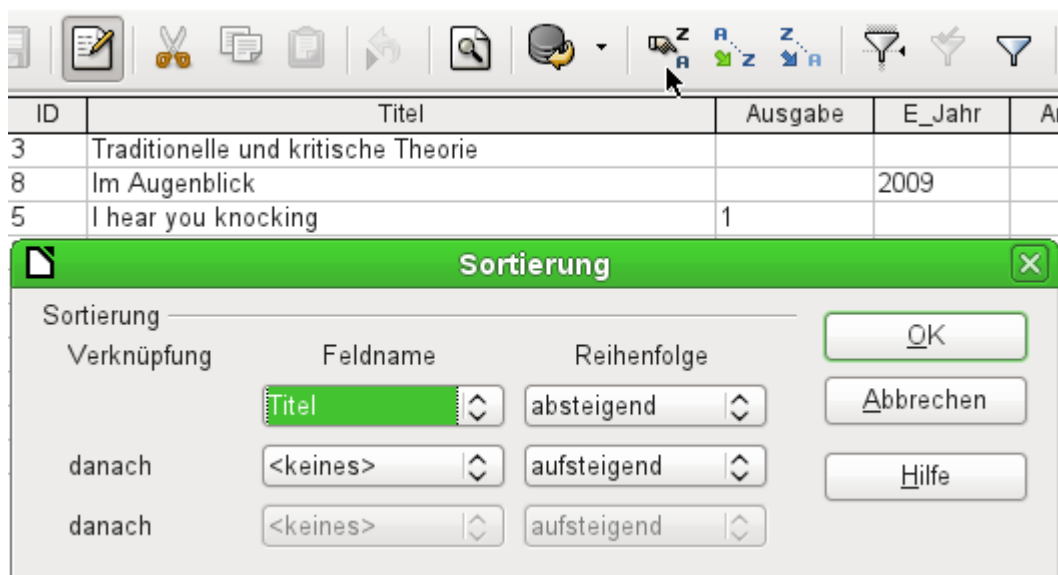 ID Titel Ausgabe E_Jahr
3 Traditionelle und kritische Theorie
8 Im Augenblick 2009
5 I hear you knocking 1
Sortierung
Sortierung
Verknüpfung Feldname Reihenfolge
OK
Titel absteigend
Abbrechen
danach <keines> aufsteigend
Hilfe
danach <keines> aufsteigend